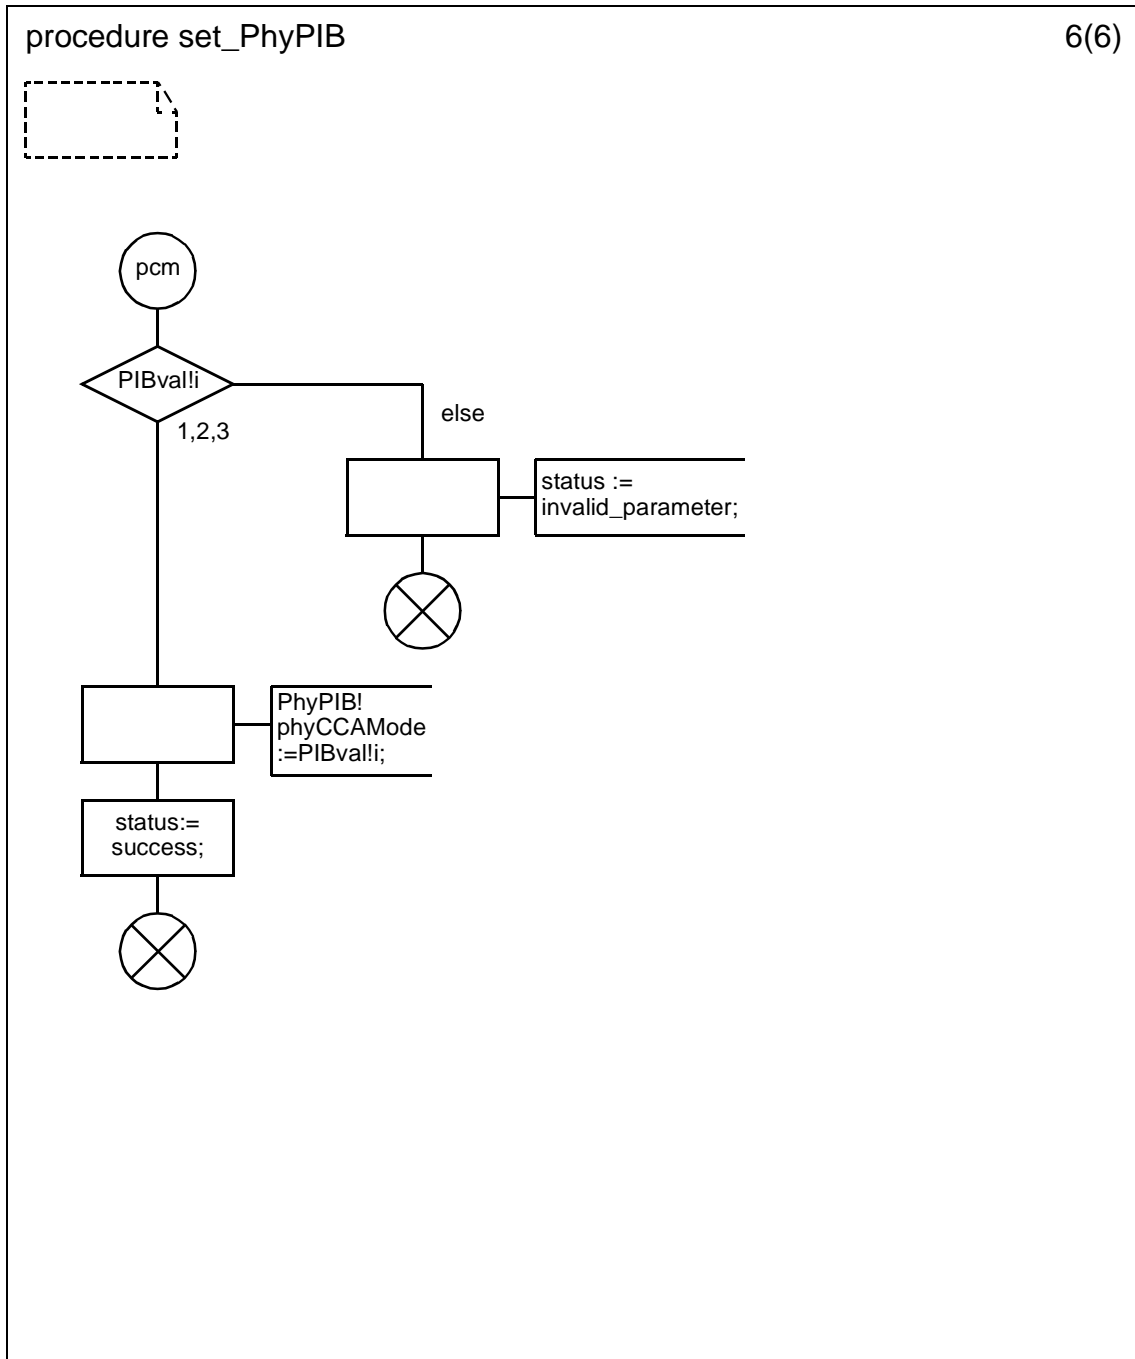 procedure set_PhyPIB
6(6)
pcm
PIBval!i
1,2,3
else
status :=
invalid_parameter;
PhyPIB!
phyCCAMode
:=PIBval!i;
status:=
success;